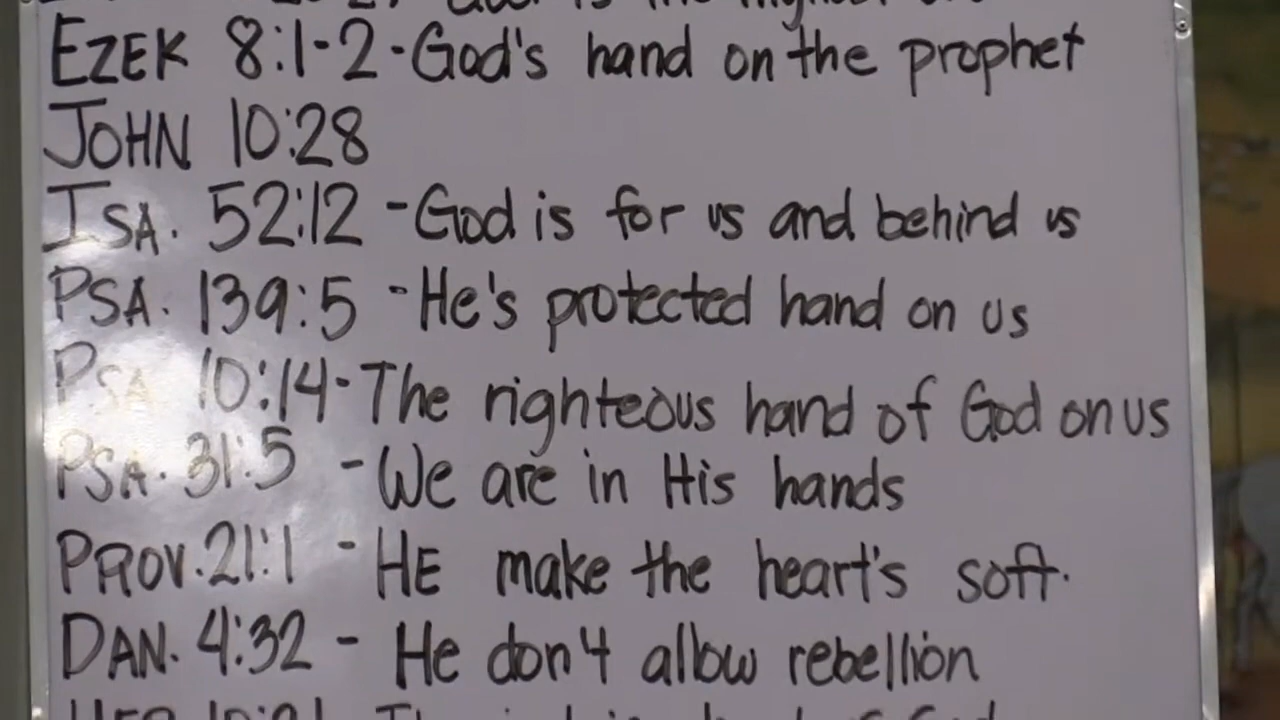 EZEK 8:1-2 - God's hand on the prophet
JOHN 10:28
ISA. 52:12 - God is for us and behind us
PSA. 139:5 - He's protected hand on us
PSA 10:14 - The righteous hand of God on us
PSA. 31:5 - We are in His hands
PROV. 21:1 - HE make the heart's soft.
DAN. 4:32 - He don't allow rebellion